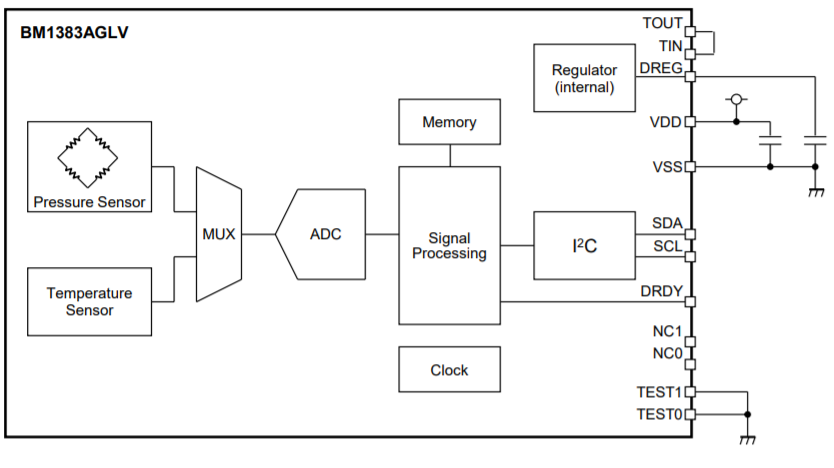 BM1383AGLV
TOUT
TIN
DREG
Regulator
(internal)
VDD
Memory
VSS
Pressure Sensor
MUX
ADC
Signal
Processing
I²C
SDA
SCL
Temperature
Sensor
DRDY
NC1
NC0
Clock
TEST1
TEST0